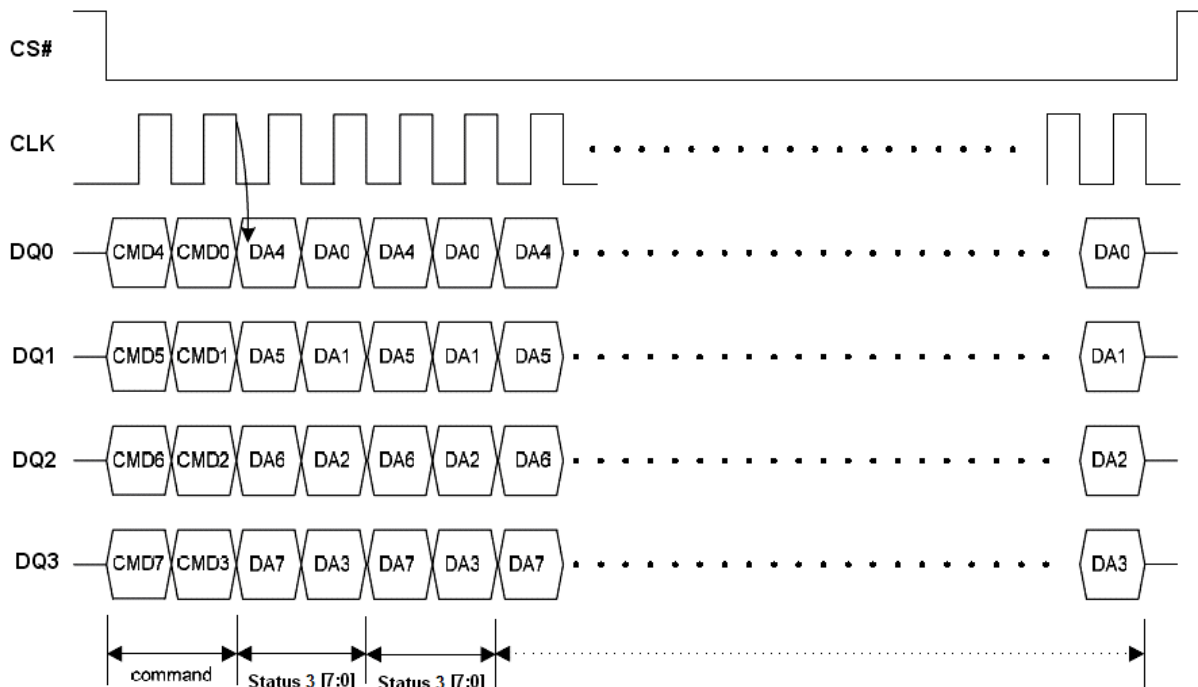 CS#
CLK
DQ0 CMD4 CMD0 DA4 DA0 DA4 DA0 DA4 DA0
DQ1 CMD5 CMD1 DA5 DA1 DA5 DA1 DA5 DA1
DQ2 CMD6 CMD2 DA6 DA2 DA6 DA2 DA6 DA2
DQ3 CMD7 CMD3 DA7 DA3 DA7 DA3 DA7 DA3
command Status 3 [7:0] Status 3 [7:0]